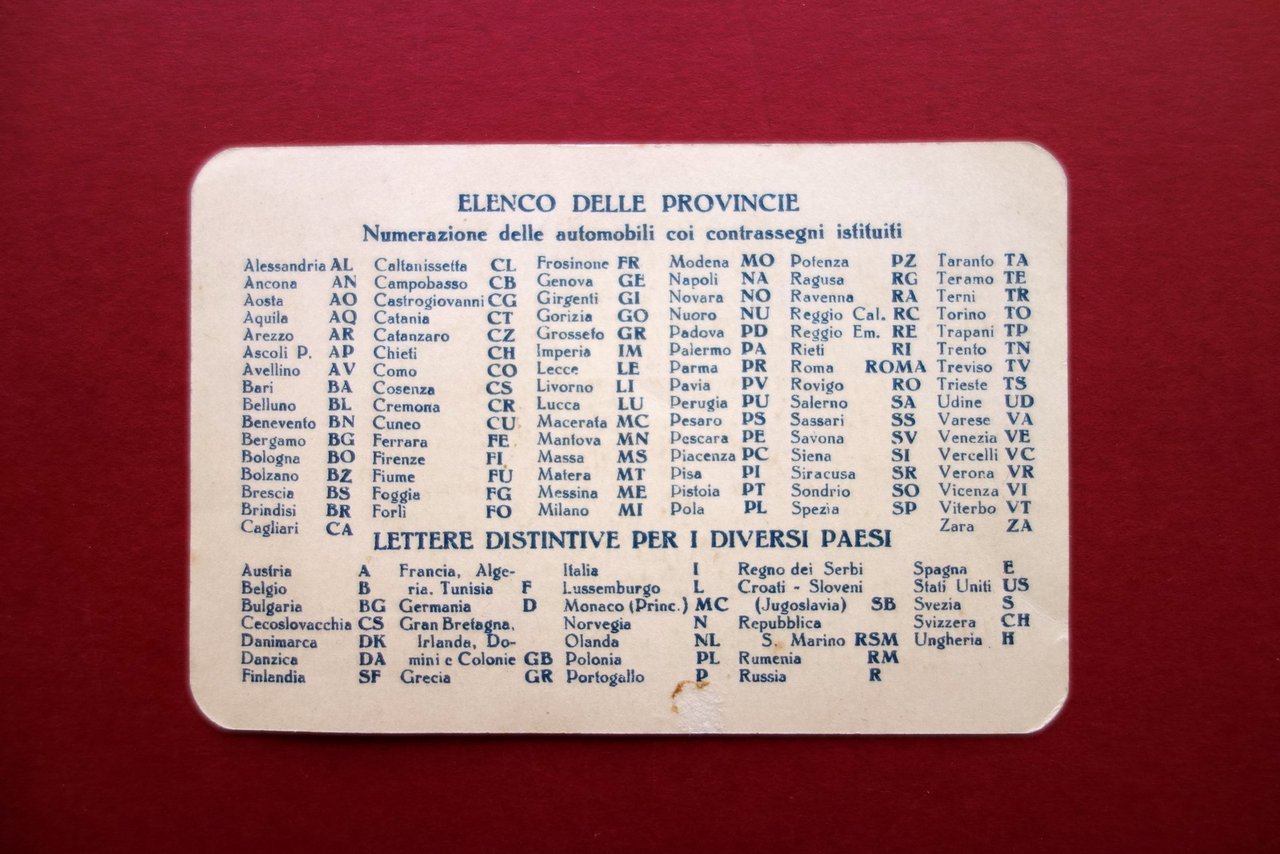 ELENCO DELLE PROVINCIE
Numerazione delle automobili coi contrassegni istituiti
Alessandria AL
Ancona AN
Aosta AO
Aquila AQ
Arezzo AR
Ascoli P. AP
Avellino AV
Bari BA
Belluno BL
Benevento BN
Bergamo BG
Bologna BO
Bolzano BZ
Brescia BS
Brindisi BR
Cagliari CA
Caltanissetta CL
Campobasso CB
Castrogiovanni CG
Catania CT
Catanzaro CZ
Chieti CH
Como CO
Cosenza CS
Cremona CR
Cuneo CU
Ferrara FE
Firenze FI
Fiume FU
Foggia FG
Forlì FO
Frosinone FR
Genova GE
Girgenti GI
Gorizia GO
Grosseto GR
Imperia IM
Lecce LE
Livorno LI
Lucca LU
Macerata MC
Mantova MN
Massa MS
Matera MT
Messina ME
Milano MI
Modena MO
Napoli NA
Novara NO
Nuoro NU
Padova PD
Palermo PA
Parma PR
Pavia PV
Perugia PU
Pesaro PS
Pescara PE
Piacenza PC
Pisa PI
Pistoia PT
Pola PL
Potenza PZ
Ragusa RG
Ravenna RA
Reggio Cal. RC
Reggio Em. RE
Rieti RI
Roma ROMA
Rovigo RO
Salerno SA
Sassari SS
Savona SV
Siena SI
Siracusa SR
Sondrio SO
Spezia SP
Taranto TA
Teramo TE
Terni TR
Torino TO
Trapani TP
Trento TN
Treviso TV
Trieste TS
Udine UD
Varese VA
Venezia VE
Vercelli VC
Verona VR
Vicenza VI
Viterbo VT
Zara ZA
LETTERE DISTINTIVE PER I DIVERSI PAESI
Austria A
Belgio B
Bulgaria BG
Cecoslovacchia CS
Danimarca DK
Danzica DA
Finlandia SF
Francia, Alge-
ria, Tunisia F
Germania D
Gran Bretagna,
Irlanda, Do-
mini e Colonie GB
Grecia GR
Italia I
Lussemburgo L
Monaco (Princ.) MC
Norvegia N
Olanda NL
Polonia PL
Portogallo P
Regno dei Serbi
Croati - Sloveni
(Jugoslavia) SB
Repubblica
S. Marino RSM
Rumenia RM
Russia R
Spagna E
Stati Uniti US
Svezia S
Svizzera CH
Ungheria H